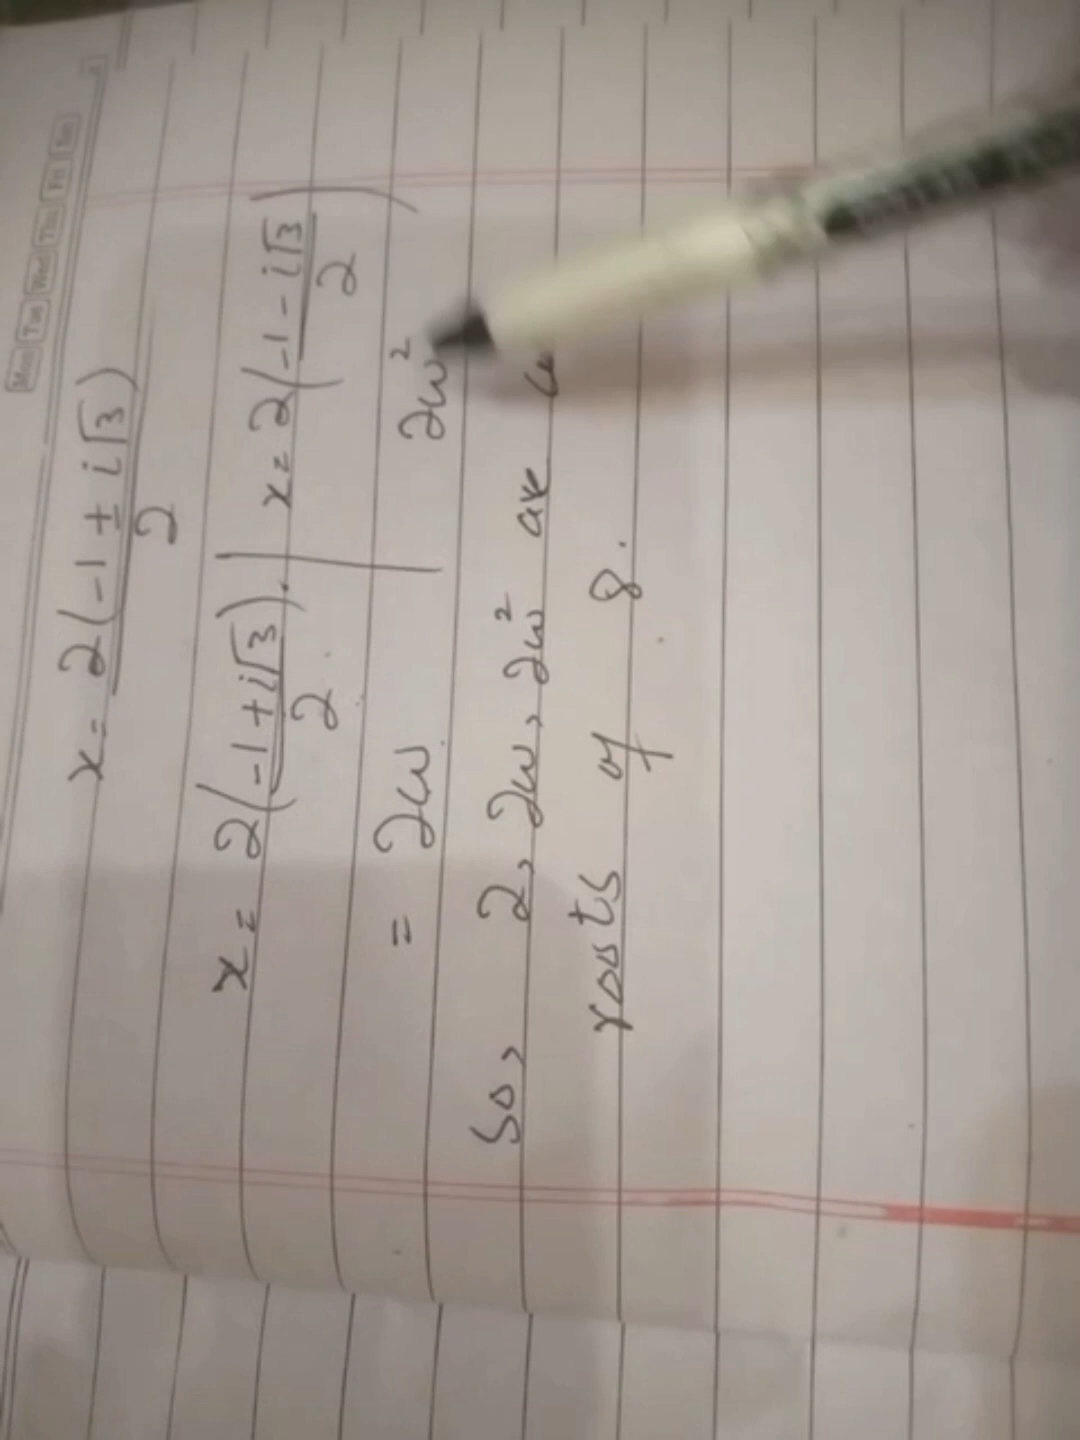 Mon Tue Wed Thu Fri Sat
x = 2(-1 ± i√3) / 2
x = 2(-1 + i√3 / 2). | x = 2(-1 - i√3 / 2)
= 2ω | 2ω²
So, 2, 2ω, 2ω² are
roots of 8.